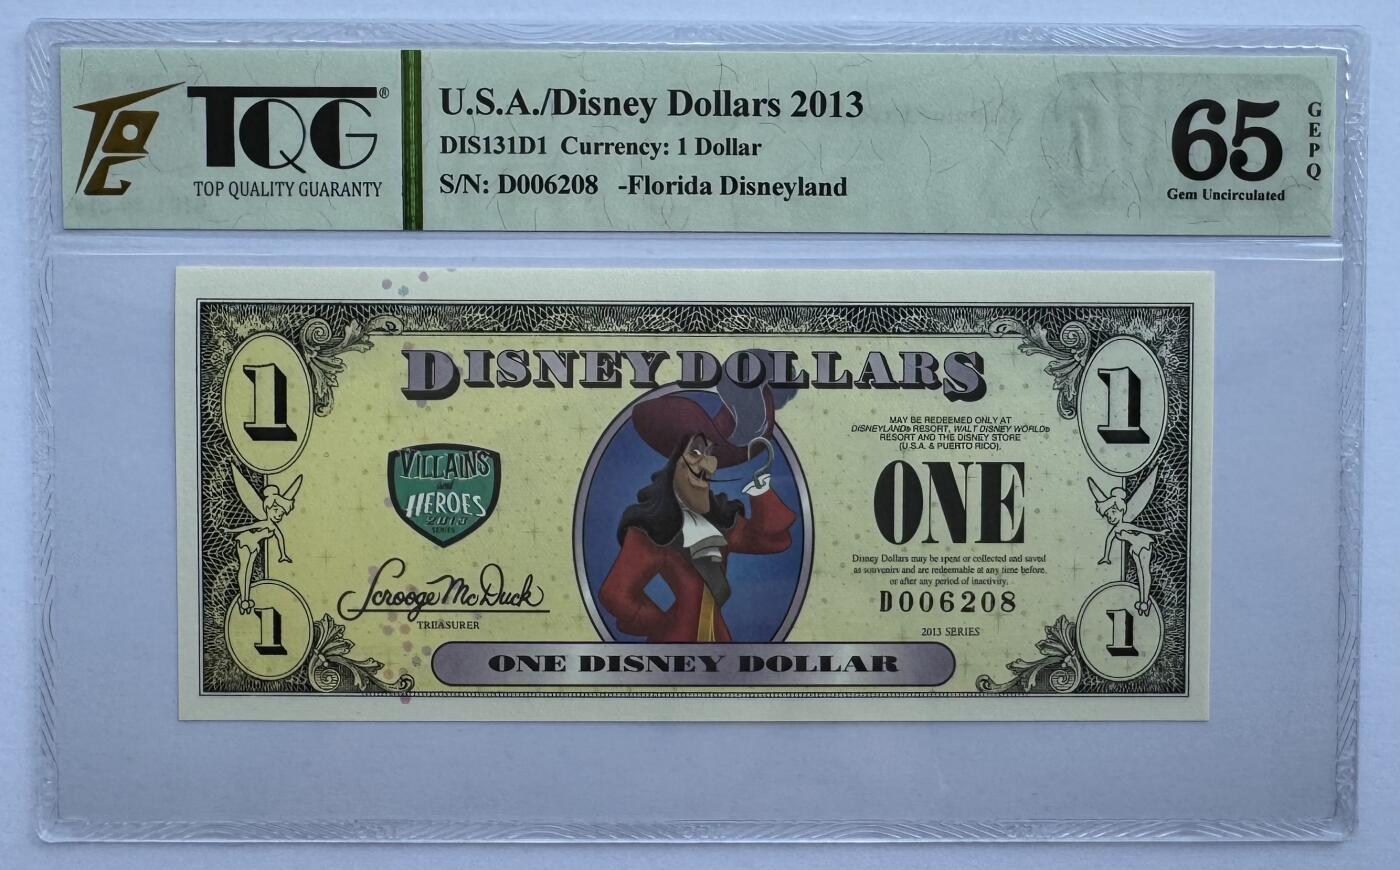 TQG®
TOP QUALITY GUARANTY
U.S.A./Disney Dollars 2013
DIS131D1 Currency: 1 Dollar
S/N: D006208 -Florida Disneyland
65
Gem Uncirculated
GEPQ
1
DISNEY DOLLARS
1
MAY BE REDEEMED ONLY AT
DISNEYLAND® RESORT, WALT DISNEY WORLD®
RESORT AND THE DISNEY STORE
(U.S.A. & PUERTO RICO).
VILLAINS
and
HEROES
2013
SERIES
ONE
Disney Dollars may be spent or collected and saved
as souvenirs and are redeemable at any time before,
or after any period of inactivity.
D006208
Scrooge McDuck
TREASURER
2013 SERIES
1
ONE DISNEY DOLLAR
1